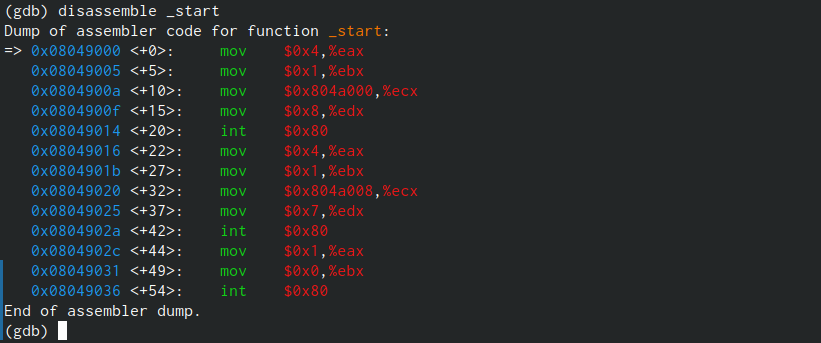 (gdb) disassemble _start
Dump of assembler code for function _start:
=> 0x08049000 <+0>:     mov    $0x4,%eax
   0x08049005 <+5>:     mov    $0x1,%ebx
   0x0804900a <+10>:    mov    $0x804a000,%ecx
   0x0804900f <+15>:    mov    $0x8,%edx
   0x08049014 <+20>:    int    $0x80
   0x08049016 <+22>:    mov    $0x4,%eax
   0x0804901b <+27>:    mov    $0x1,%ebx
   0x08049020 <+32>:    mov    $0x804a008,%ecx
   0x08049025 <+37>:    mov    $0x7,%edx
   0x0804902a <+42>:    int    $0x80
   0x0804902c <+44>:    mov    $0x1,%eax
   0x08049031 <+49>:    mov    $0x0,%ebx
   0x08049036 <+54>:    int    $0x80
End of assembler dump.
(gdb)